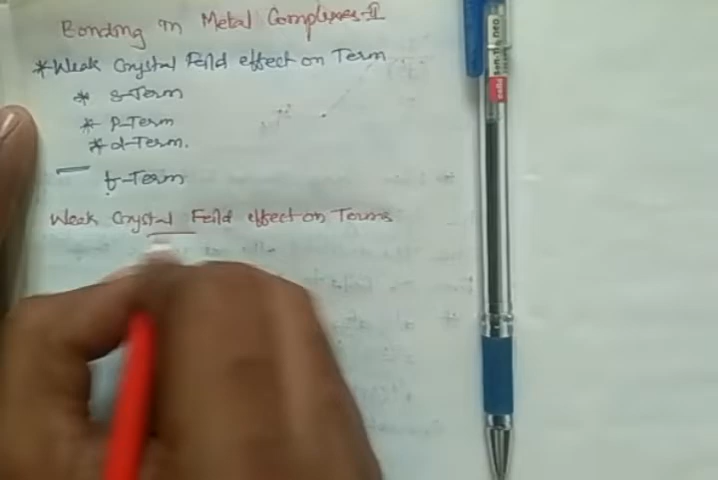 Bonding in Metal Complexes-II
* Weak Crystal Feild effect on Term
* S-Term
* P-Term
* d-Term.
f-Term
Weak Crystal Feild effect on Terms